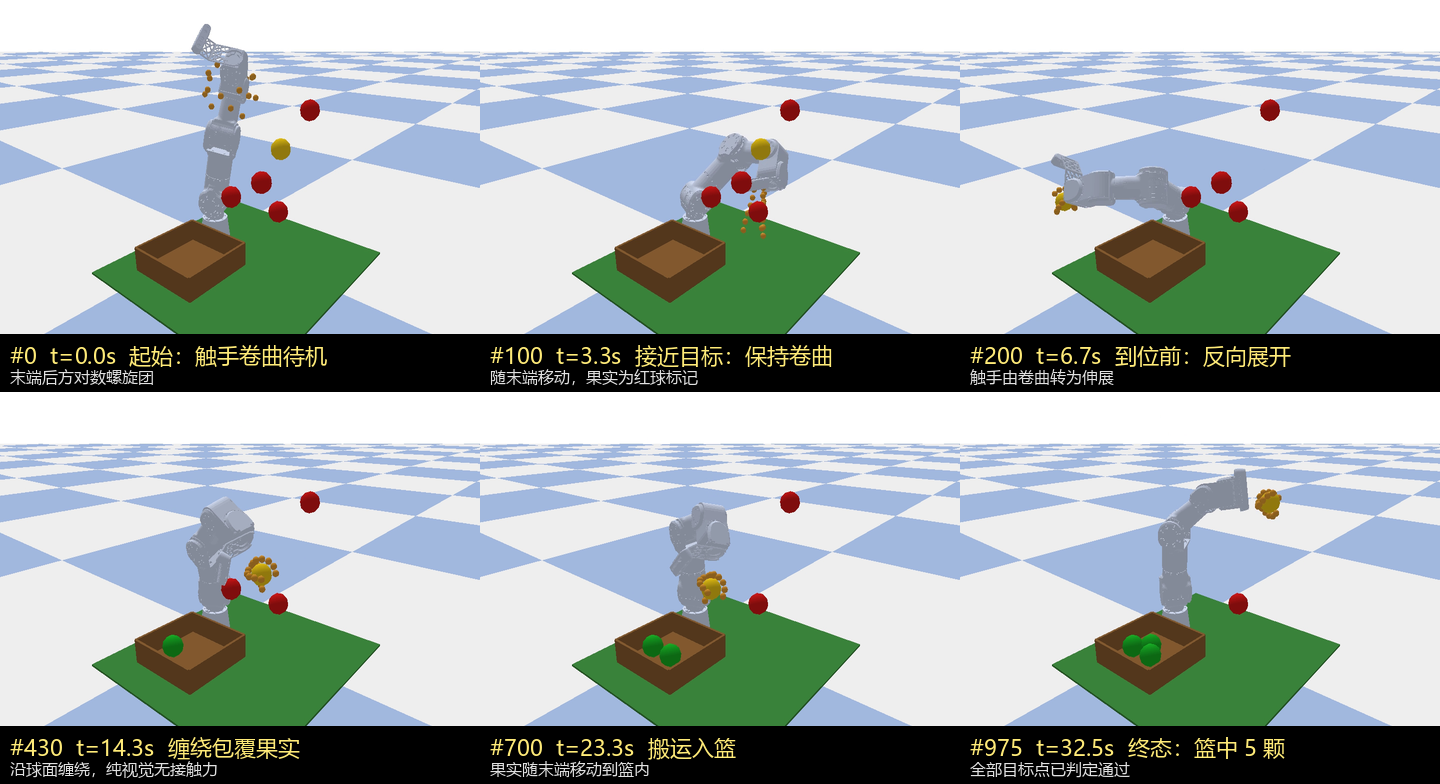 #0 t=0.0s 起始：触手卷曲待机
末端后方对数螺旋团
#100 t=3.3s 接近目标：保持卷曲
随末端移动，果实为红球标记
#200 t=6.7s 到位前：反向展开
触手由卷曲转为伸展
#430 t=14.3s 缠绕包覆果实
沿球面缠绕，纯视觉无接触力
#700 t=23.3s 搬运入篮
果实随末端移动到篮内
#975 t=32.5s 终态：篮中 5 颗
全部目标点已判定通过